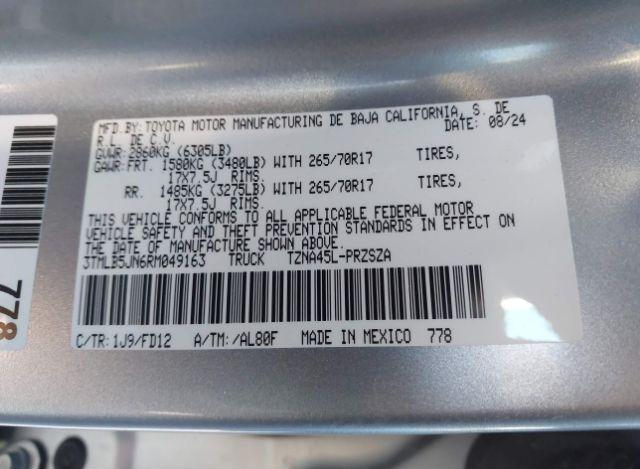 MFD.BY:TOYOTA MOTOR MANUFACTURING DE BAJA CALIFORNIA, S. DE
R.L. DE C.V. DATE: 08/24
GVWR:2860KG (6305LB)
GAWR:FRT. 1580KG (3480LB) WITH 265/70R17 TIRES,
17X7.5J RIMS.
RR. 1485KG (3275LB) WITH 265/70R17 TIRES,
17X7.5J RIMS.
THIS VEHICLE CONFORMS TO ALL APPLICABLE FEDERAL MOTOR
VEHICLE SAFETY AND THEFT PREVENTION STANDARDS IN EFFECT ON
THE DATE OF MANUFACTURE SHOWN ABOVE.
3TMLB5JN6RM049163 TRUCK TZNA45L-PRZSZA
C/TR:1J9/FD12 A/TM:/AL80F MADE IN MEXICO 778
778